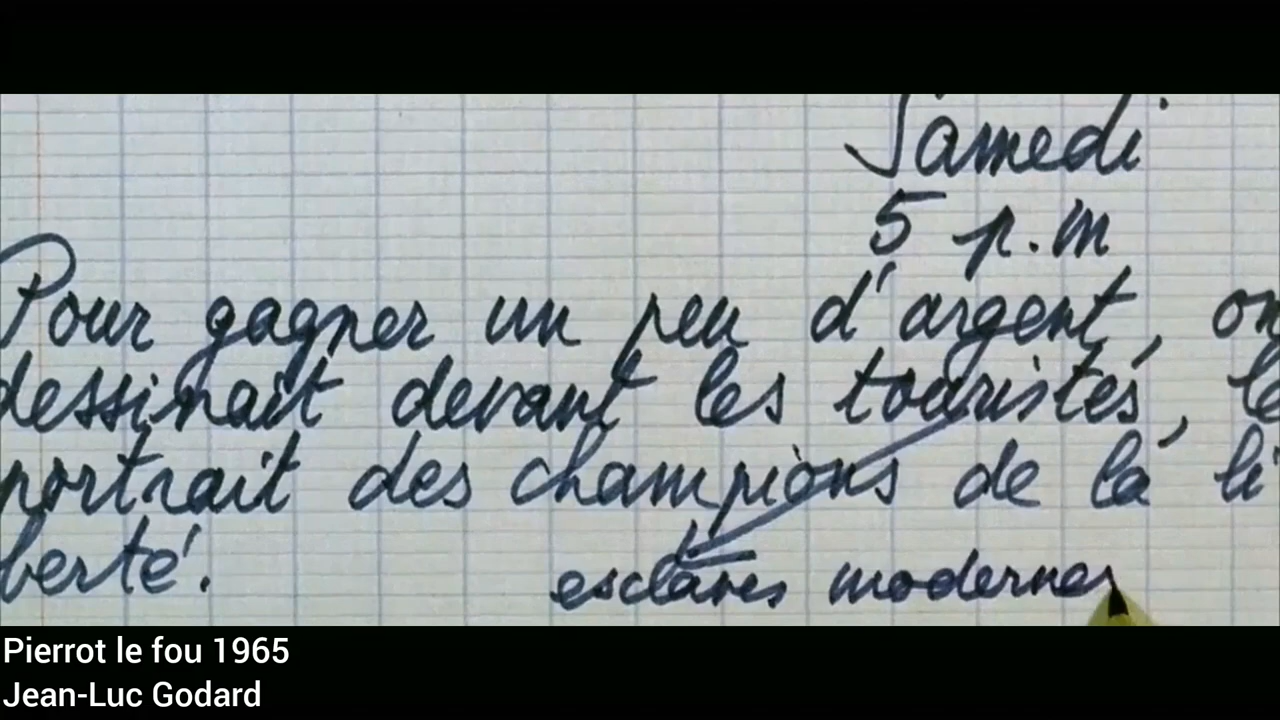 Samedi
5 p.m
Pour gagner un peu d'argent, on
dessinait devant les touristes, le
portrait des champions de la li
berté.
esclaves modernes
Pierrot le fou 1965
Jean-Luc Godard